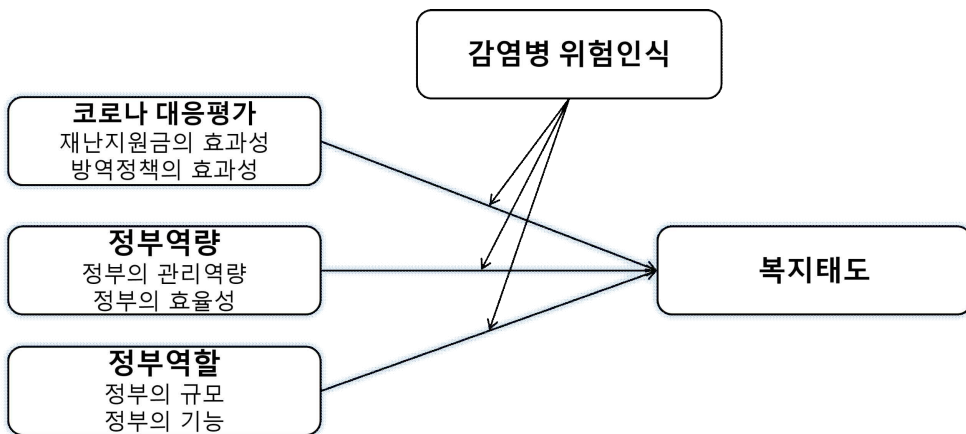 감염병 위험인식
코로나 대응평가
재난지원금의 효과성
방역정책의 효과성
정부역량
정부의 관리역량
정부의 효율성
복지태도
정부역할
정부의 규모
정부의 기능